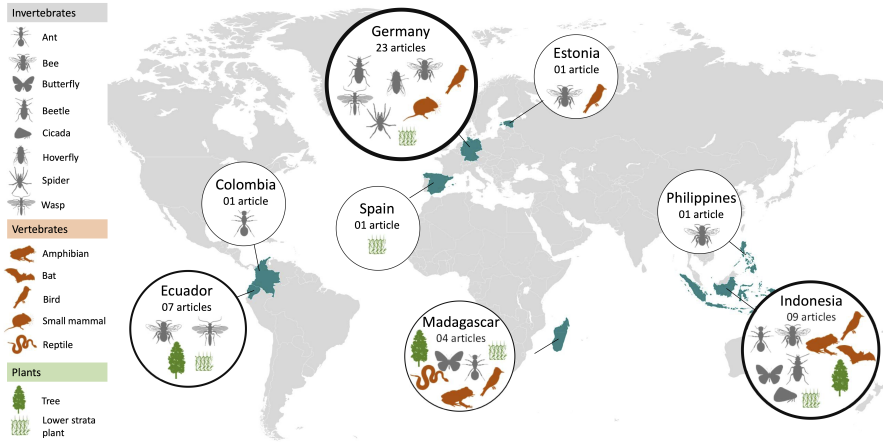 Invertebrates
Ant
Bee
Butterfly
Beetle
Cicada
Hoverfly
Spider
Wasp
Vertebrates
Amphibian
Bat
Bird
Small mammal
Reptile
Plants
Tree
Lower strata
plant
Germany
23 articles
Estonia
01 article
Colombia
01 article
Spain
01 article
Philippines
01 article
Ecuador
07 articles
Madagascar
04 articles
Indonesia
09 articles